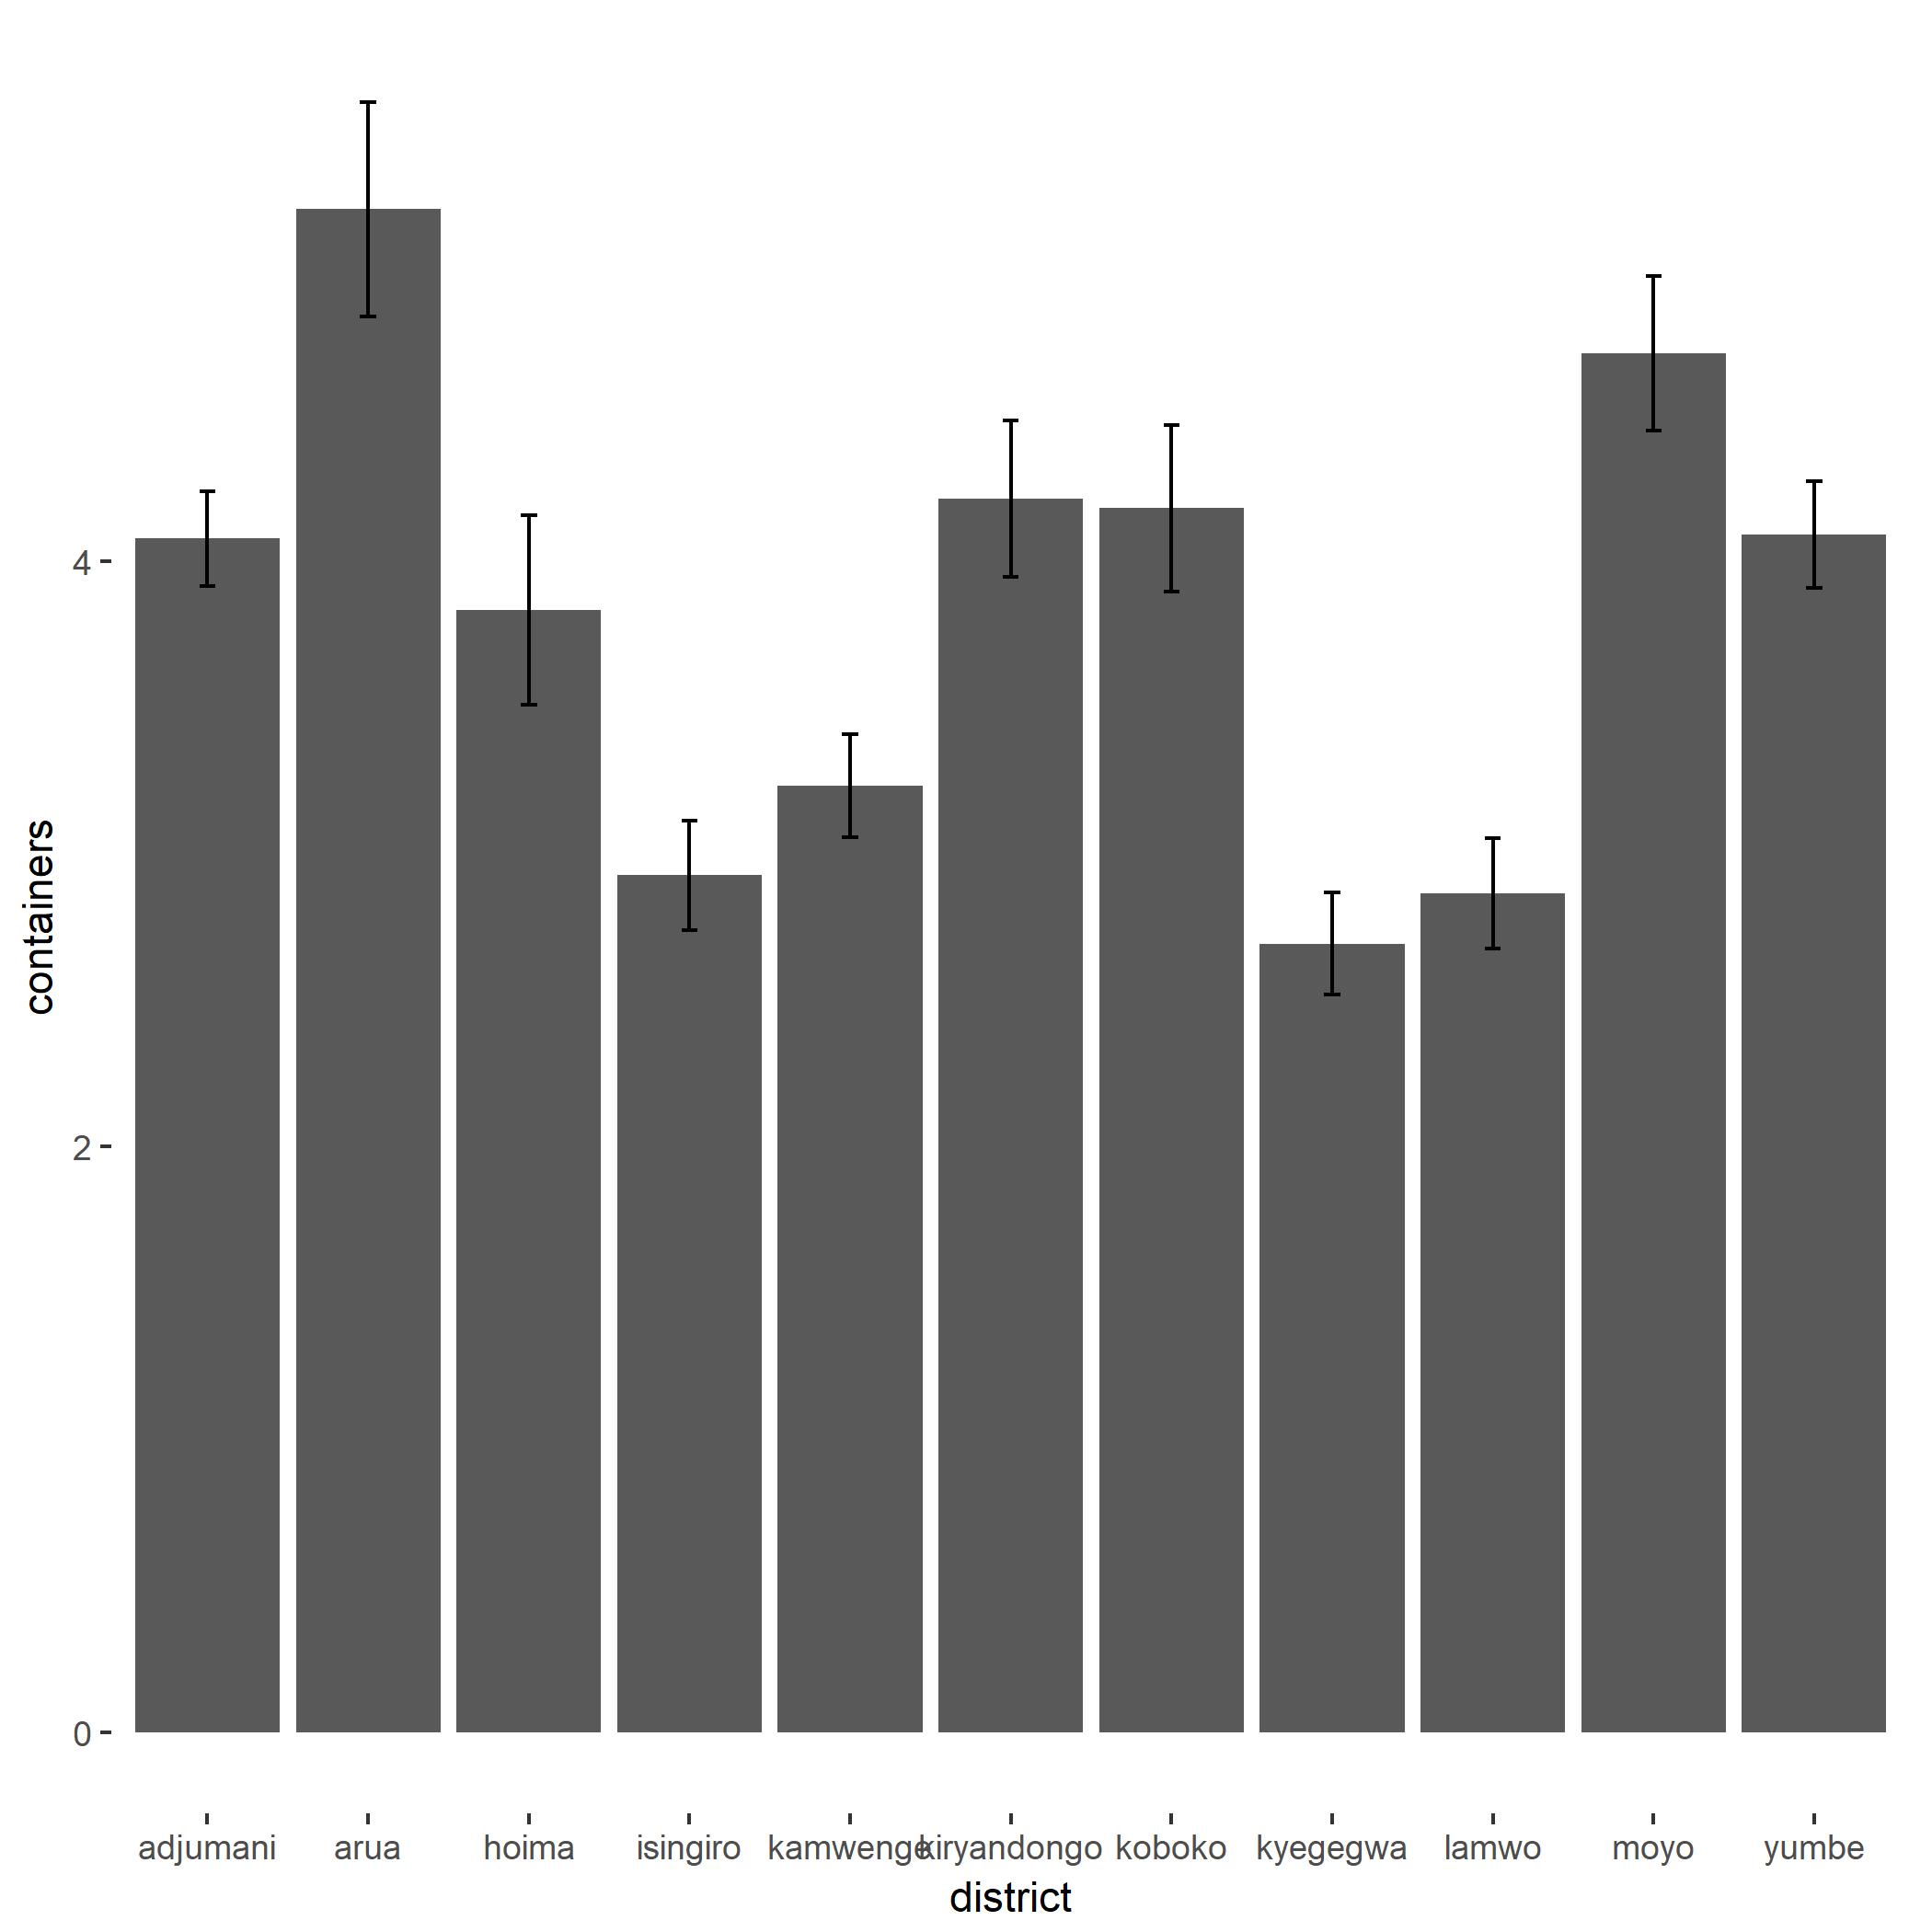 containers
4
2
0
adjumani arua hoima isingiro kamwenge kiryandongo koboko kyegegwa lamwo moyo yumbe
district